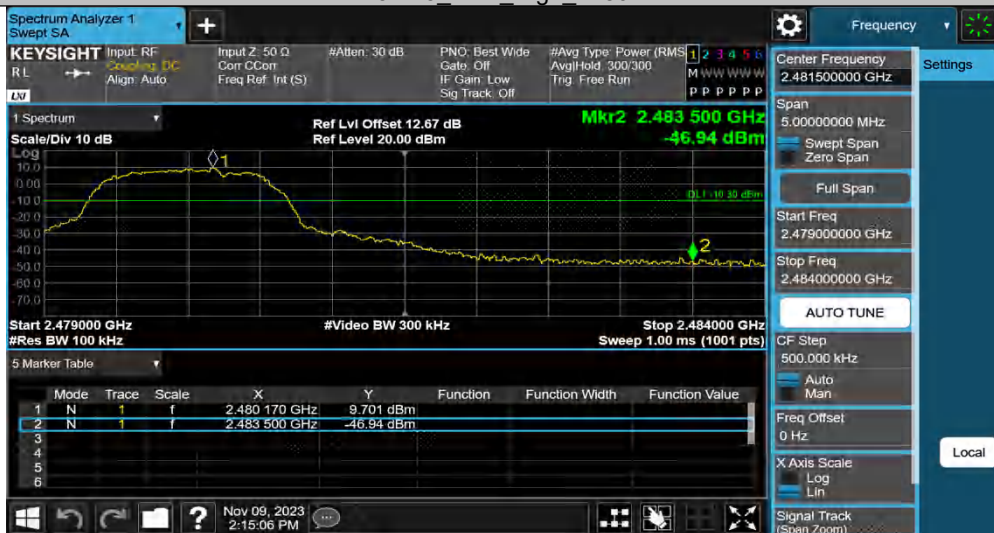 Spectrum Analyzer 1
Swept SA
+
Frequency
KEYSIGHT Input: RF Input Z: 50 Ω #Atten: 30 dB PNO: Best Wide #Avg Type: Power (RMS 1 2 3 4 5 6
RL Coupling: DC Corr CCorr Gate: Off Avg|Hold: 300/300 M W W W W W
Align: Auto Freq Ref: Int (S) IF Gain: Low Trig: Free Run
LXI Sig Track: Off P P P P P P
1 Spectrum
Scale/Div 10 dB
Ref Lvl Offset 12.67 dB
Ref Level 20.00 dBm
Mkr2 2.483 500 GHz
-46.94 dBm
Log
10.0
0.00
-10.0
-20.0
-30.0
-40.0
-50.0
-60.0
-70.0
1
DL1 -10.30 dBm
2
Start 2.479000 GHz #Video BW 300 kHz Stop 2.484000 GHz
#Res BW 100 kHz Sweep 1.00 ms (1001 pts)
5 Marker Table
Mode Trace Scale X Y Function Function Width Function Value
1 N 1 f 2.480 170 GHz 9.701 dBm
2 N 1 f 2.483 500 GHz -46.94 dBm
3
4
5
6
?
Nov 09, 2023
2:15:06 PM
Center Frequency
2.481500000 GHz
Span
5.00000000 MHz
Swept Span
Zero Span
Full Span
Start Freq
2.479000000 GHz
Stop Freq
2.484000000 GHz
AUTO TUNE
CF Step
500.000 kHz
Auto
Man
Freq Offset
0 Hz
X Axis Scale
Log
Lin
Signal Track
(Span Zoom)
Settings
Local